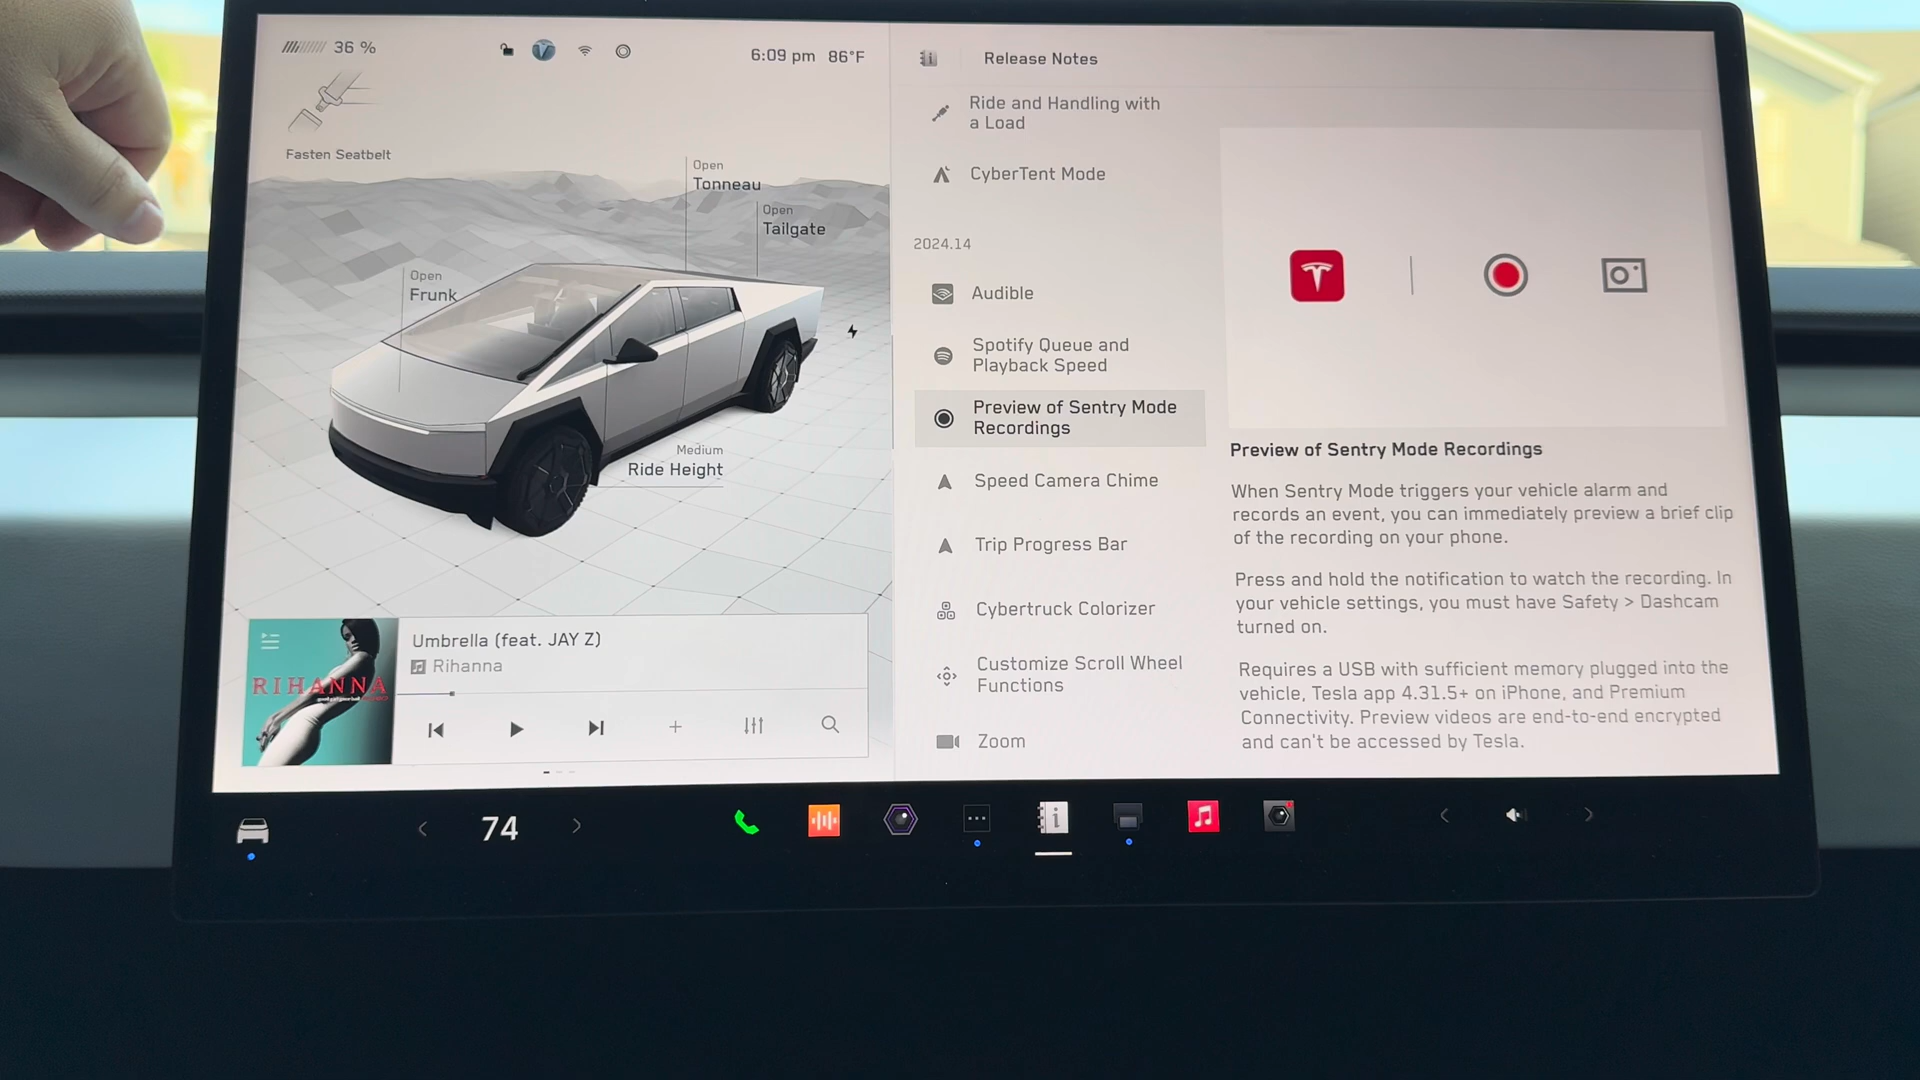 36 %
6:09 pm 86°F
Fasten Seatbelt
Open
Tonneau
Open
Tailgate
Open
Frunk
Medium
Ride Height
RIHANNA
Umbrella (feat. JAY Z)
Rihanna
Release Notes
Ride and Handling with
a Load
CyberTent Mode
2024.14
Audible
Spotify Queue and
Playback Speed
Preview of Sentry Mode
Recordings
Speed Camera Chime
Trip Progress Bar
Cybertruck Colorizer
Customize Scroll Wheel
Functions
Zoom
Preview of Sentry Mode Recordings
When Sentry Mode triggers your vehicle alarm and
records an event, you can immediately preview a brief clip
of the recording on your phone.
Press and hold the notification to watch the recording. In
your vehicle settings, you must have Safety > Dashcam
turned on.
Requires a USB with sufficient memory plugged into the
vehicle, Tesla app 4.31.5+ on iPhone, and Premium
Connectivity. Preview videos are end-to-end encrypted
and can't be accessed by Tesla.
74